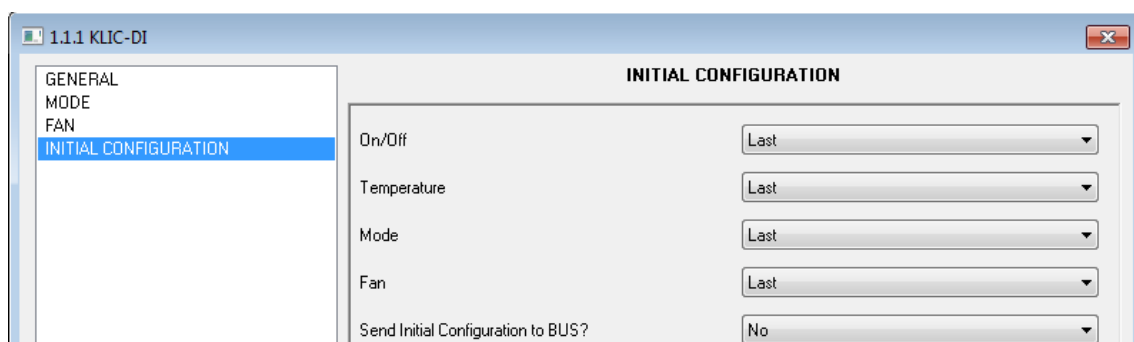 1.1.1 KLIC-DI
GENERAL
MODE
FAN
INITIAL CONFIGURATION
INITIAL CONFIGURATION
On/Off Last
Temperature Last
Mode Last
Fan Last
Send Initial Configuration to BUS? No